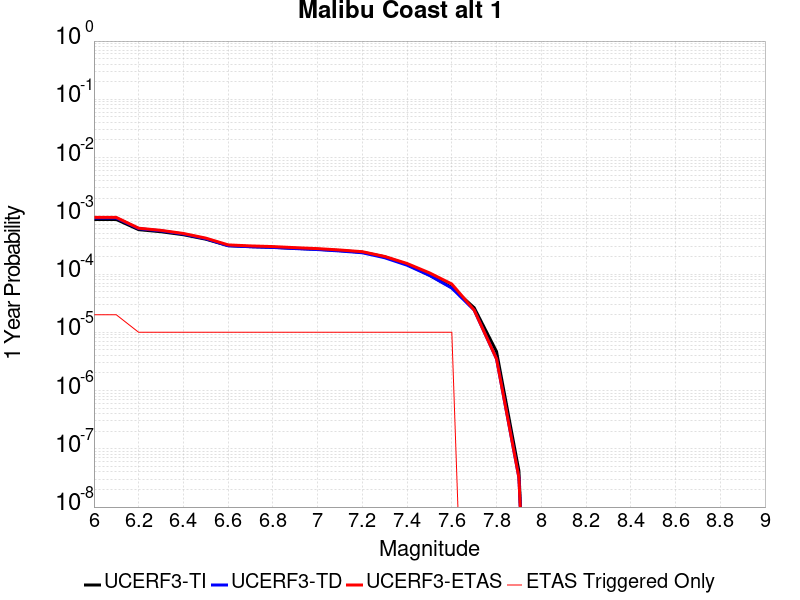 Malibu Coast alt 1
10^0
10^-1
10^-2
10^-3
10^-4
10^-5
10^-6
10^-7
10^-8
1 Year Probability
6 6.2 6.4 6.6 6.8 7 7.2 7.4 7.6 7.8 8 8.2 8.4 8.6 8.8 9
Magnitude
UCERF3-TI UCERF3-TD UCERF3-ETAS ETAS Triggered Only